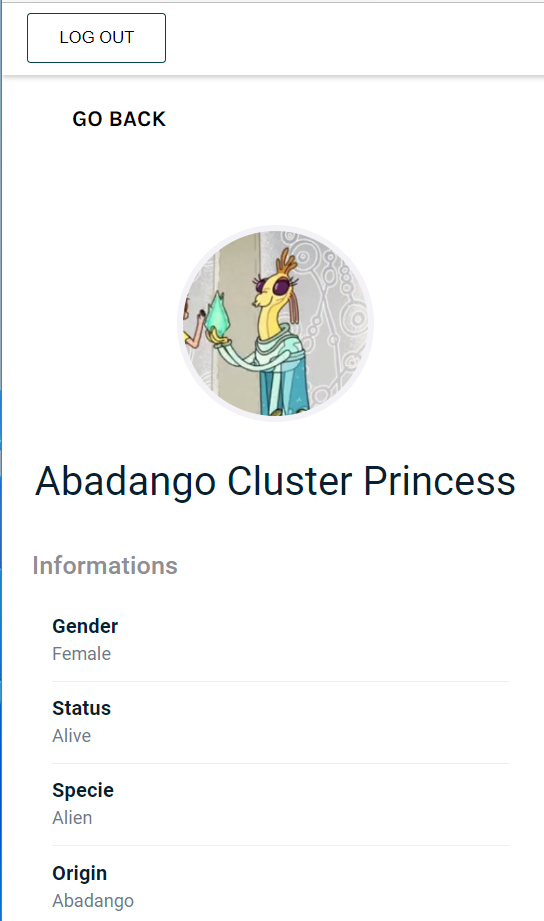 LOG OUT
GO BACK
Abadango Cluster Princess
Informations
Gender
Female
Status
Alive
Specie
Alien
Origin
Abadango